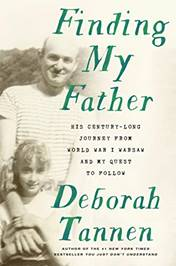 Finding
My
Father
HIS CENTURY-LONG
JOURNEY FROM
WORLD WAR I WARSAW
AND MY QUEST
TO FOLLOW
Deborah
Tannen
AUTHOR OF THE #1 NEW YORK TIMES
BESTSELLER YOU JUST DON'T UNDERSTAND